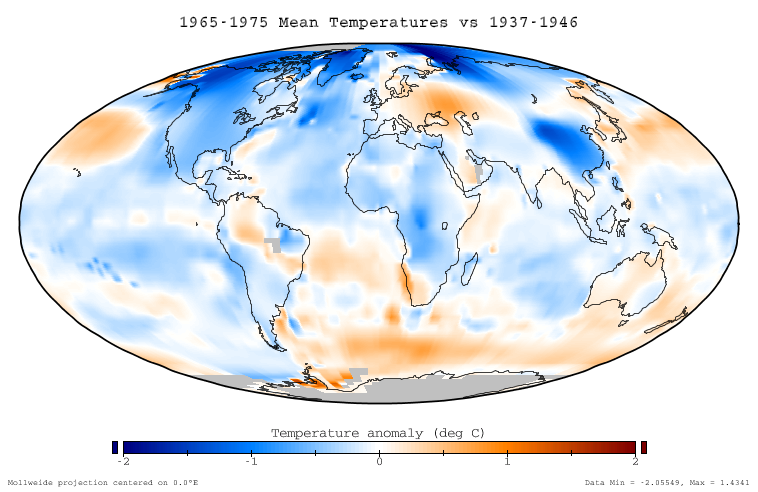 1965-1975 Mean Temperatures vs 1937-1946
Temperature anomaly (deg C)
-2 -1 0 1 2
Mollweide projection centered on 0.0°E
Data Min = -2.05549, Max = 1.4341